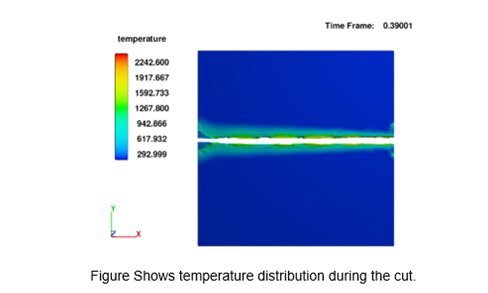 Time Frame: 0.39001
temperature
2242.600
1917.667
1592.733
1267.800
942.866
617.932
292.999
Y
Z X
Figure Shows temperature distribution during the cut.